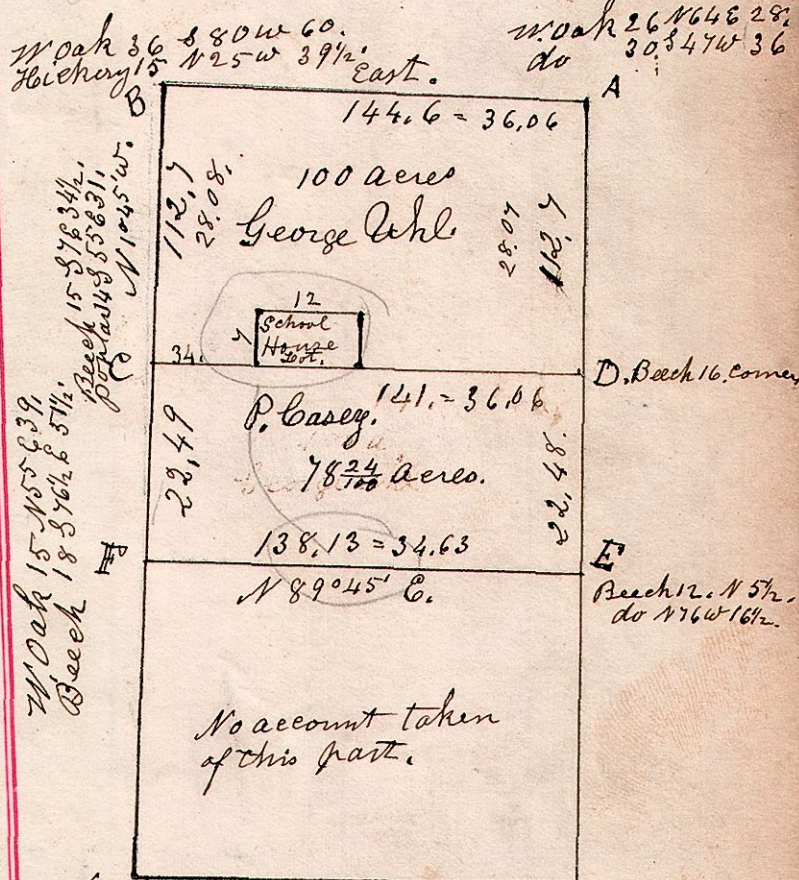 W Oak 36 S 80 W 60.
Hickory 15 N 25 W 39½.
W. Oak 26 N 64 E 28.
do 30 S 47 W 36
East.
B
A
144,6 = 36,06
100 acres
George Uhl.
112,7
28.08.
28.07
112,7
N 1°45' W.
Beech 15 S 76 34½.
Poplar 14 S 55 E 31.
12
7
School
House
Lot.
34.
C
D. Beech 16. corner
P. Casey.
141. = 36,06
78 24/100 acres.
22,49
22,48.
138,13 = 34,63
F
E
N 89°45' E.
W Oak 15 N 55 E 39.
Beech 18 S 76½ E 51½.
Beech 12. N 5½.
do N 76 W 16½.
No account taken
of this part.